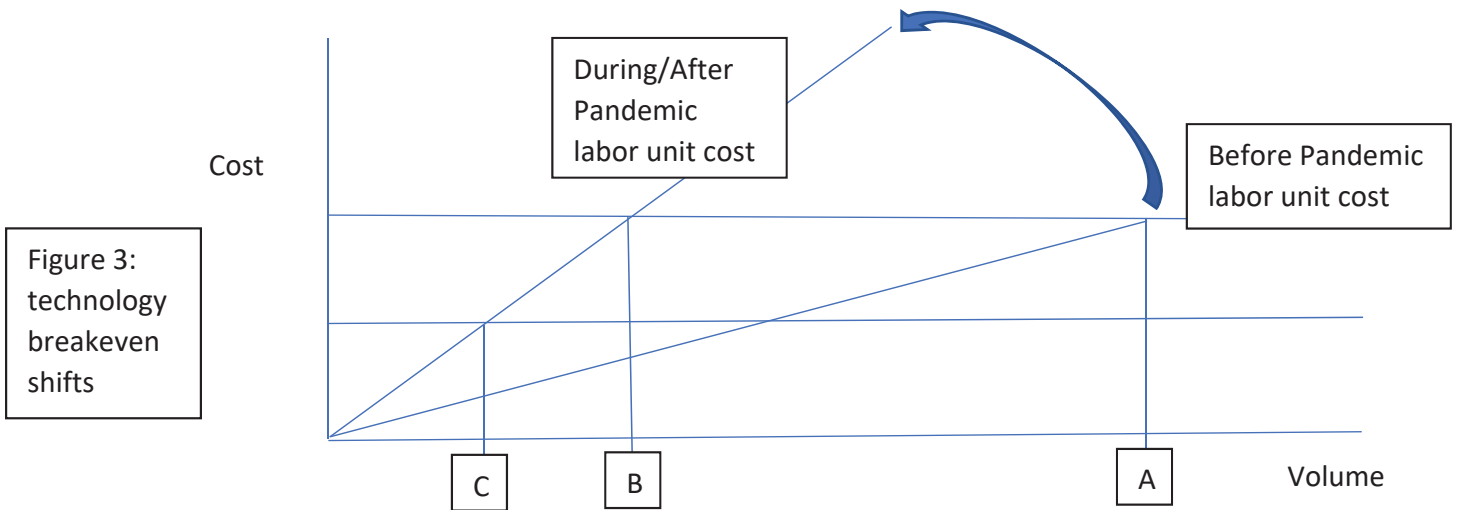 During/After
Pandemic
labor unit cost
Cost
Before Pandemic
labor unit cost
Figure 3:
technology
breakeven
shifts
C
B
A
Volume